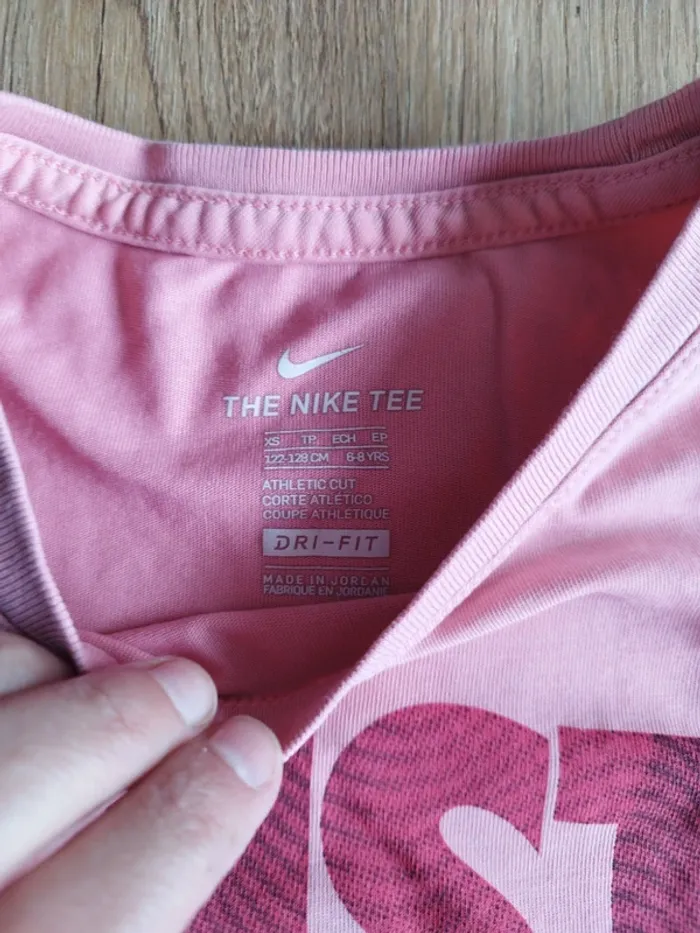 THE NIKE TEE
XS TP ECH EP
122-128 CM 6-8 YRS
ATHLETIC CUT
CORTE ATLÉTICO
COUPE ATHLÉTIQUE
DRI-FIT
MADE IN JORDAN
FABRIQUÉ EN JORDANIE
ST